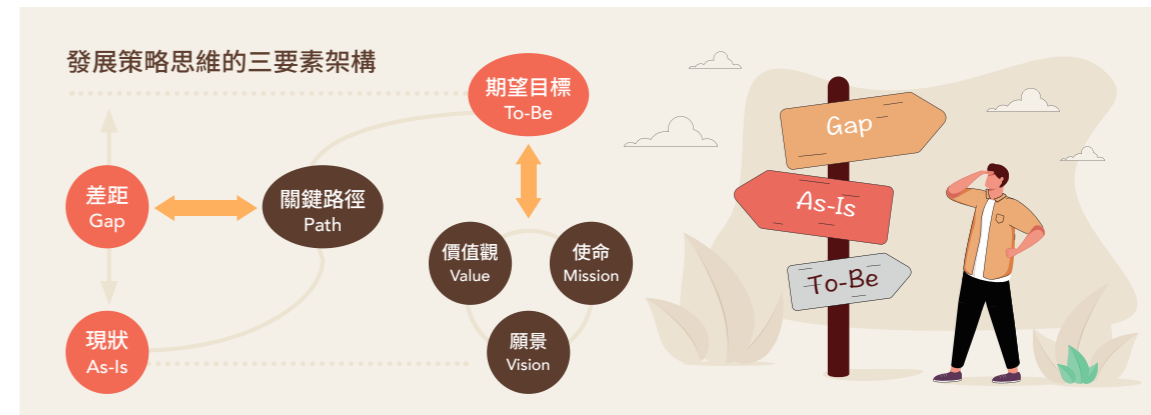 發展策略思維的三要素架構
期望目標
To-Be
差距
Gap
關鍵路徑
Path
價值觀
Value
使命
Mission
願景
Vision
現狀
As-Is
Gap
As-Is
To-Be